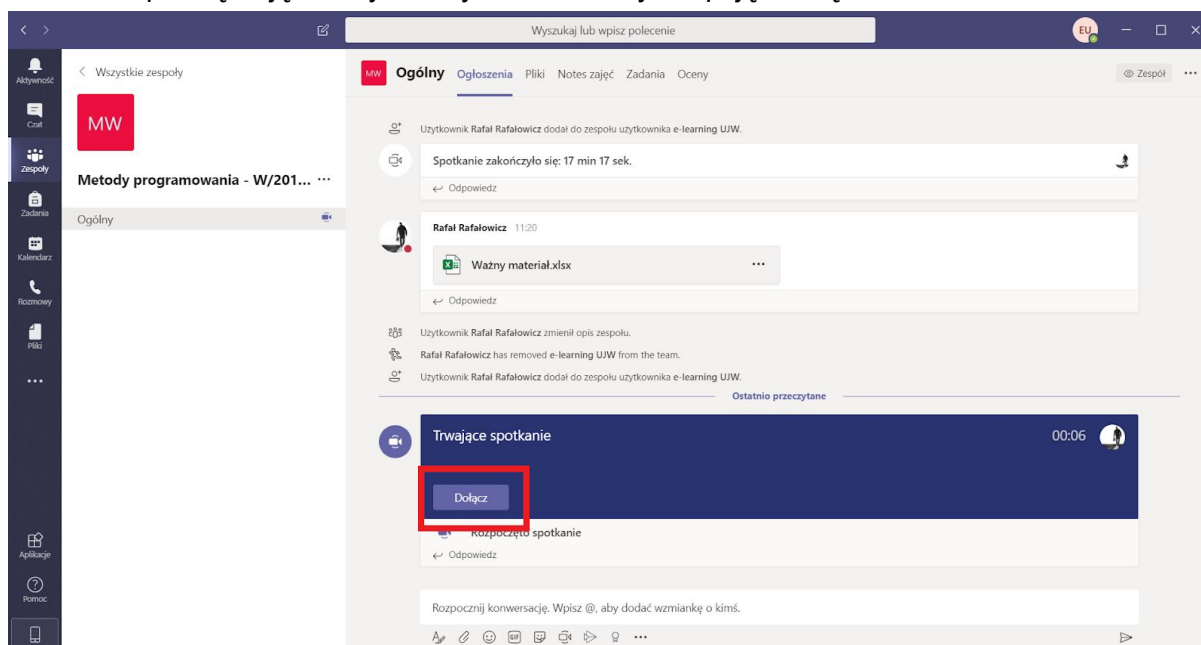 Wyszukaj lub wpisz polecenie
EU
Aktywność
Czat
Zespoły
Zadania
Kalendarz
Rozmowy
Pliki
Aplikacje
Pomoc
Wszystkie zespoły
MW
Metody programowania - W/201... ...
Ogólny
MW Ogólny Ogłoszenia Pliki Notes zajęć Zadania Oceny
Zespół ...
Użytkownik Rafał Rafałowicz dodał do zespołu użytkownika e-learning UJW.
Spotkanie zakończyło się: 17 min 17 sek.
Odpowiedz
Rafał Rafałowicz 11:20
Ważny materiał.xlsx ...
Odpowiedz
Użytkownik Rafał Rafałowicz zmienił opis zespołu.
Rafał Rafałowicz has removed e-learning UJW from the team.
Użytkownik Rafał Rafałowicz dodał do zespołu użytkownika e-learning UJW.
Ostatnio przeczytane
Trwające spotkanie 00:06
Dołącz
Rozpoczęto spotkanie
Odpowiedz
Rozpocznij konwersację. Wpisz @, aby dodać wzmiankę o kimś.
GIF